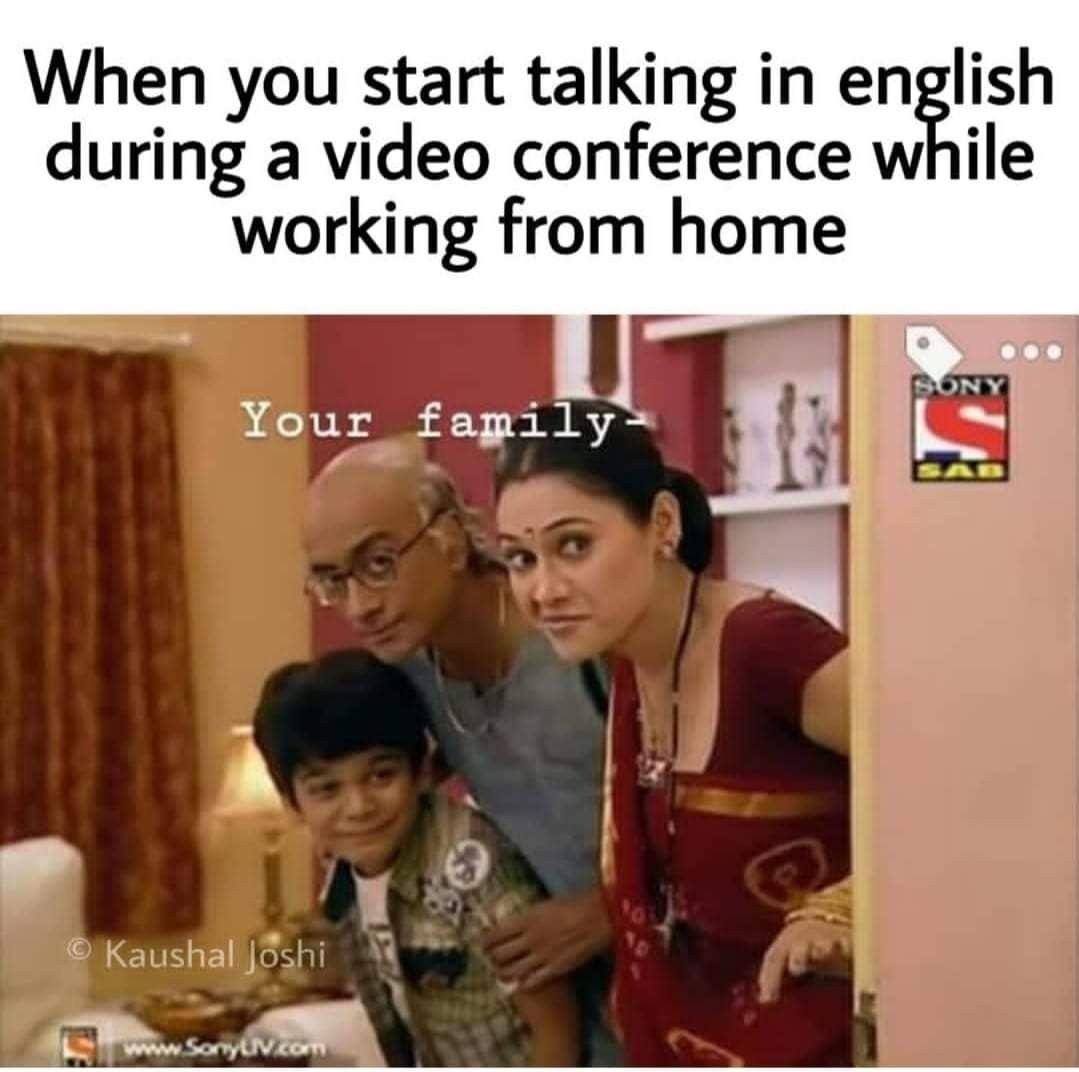 When you start talking in english
during a video conference while
working from home
SONY
Your family-
SAB
© Kaushal Joshi
www.SonyLIV.com